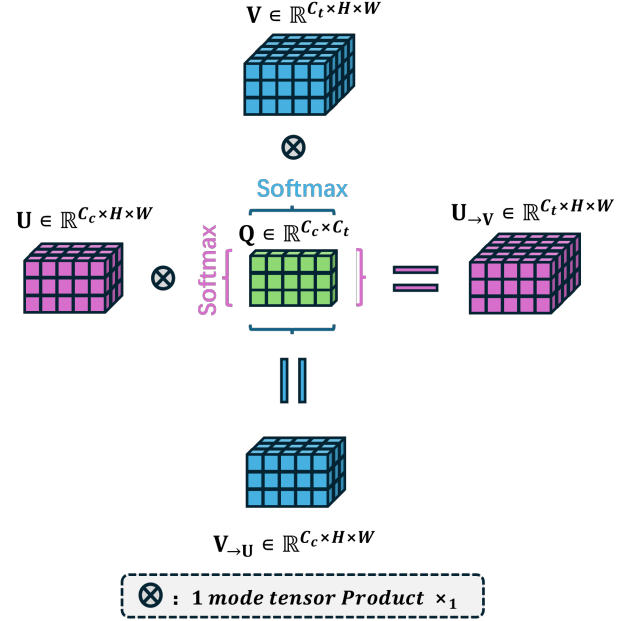 V ∈ ℝ^{C_t×H×W}
⊗
Softmax
U ∈ ℝ^{C_c×H×W}
Softmax
Q ∈ ℝ^{C_c×C_t}
U_{→V} ∈ ℝ^{C_t×H×W}
⊗
=
=
V_{→U} ∈ ℝ^{C_c×H×W}
⊗ : 1 mode tensor Product ×_1